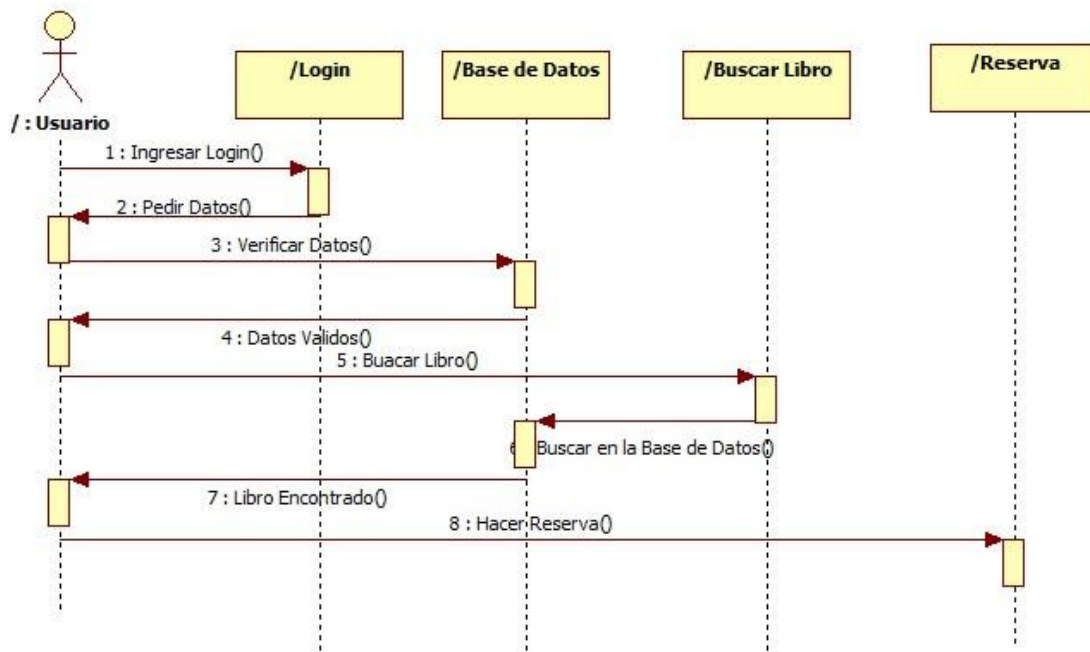 /Login
/Base de Datos
/Buscar Libro
/Reserva
/ : Usuario
1 : Ingresar Login()
2 : Pedir Datos()
3 : Verificar Datos()
4 : Datos Validos()
5 : Buacar Libro()
6 : Buscar en la Base de Datos()
7 : Libro Encontrado()
8 : Hacer Reserva()